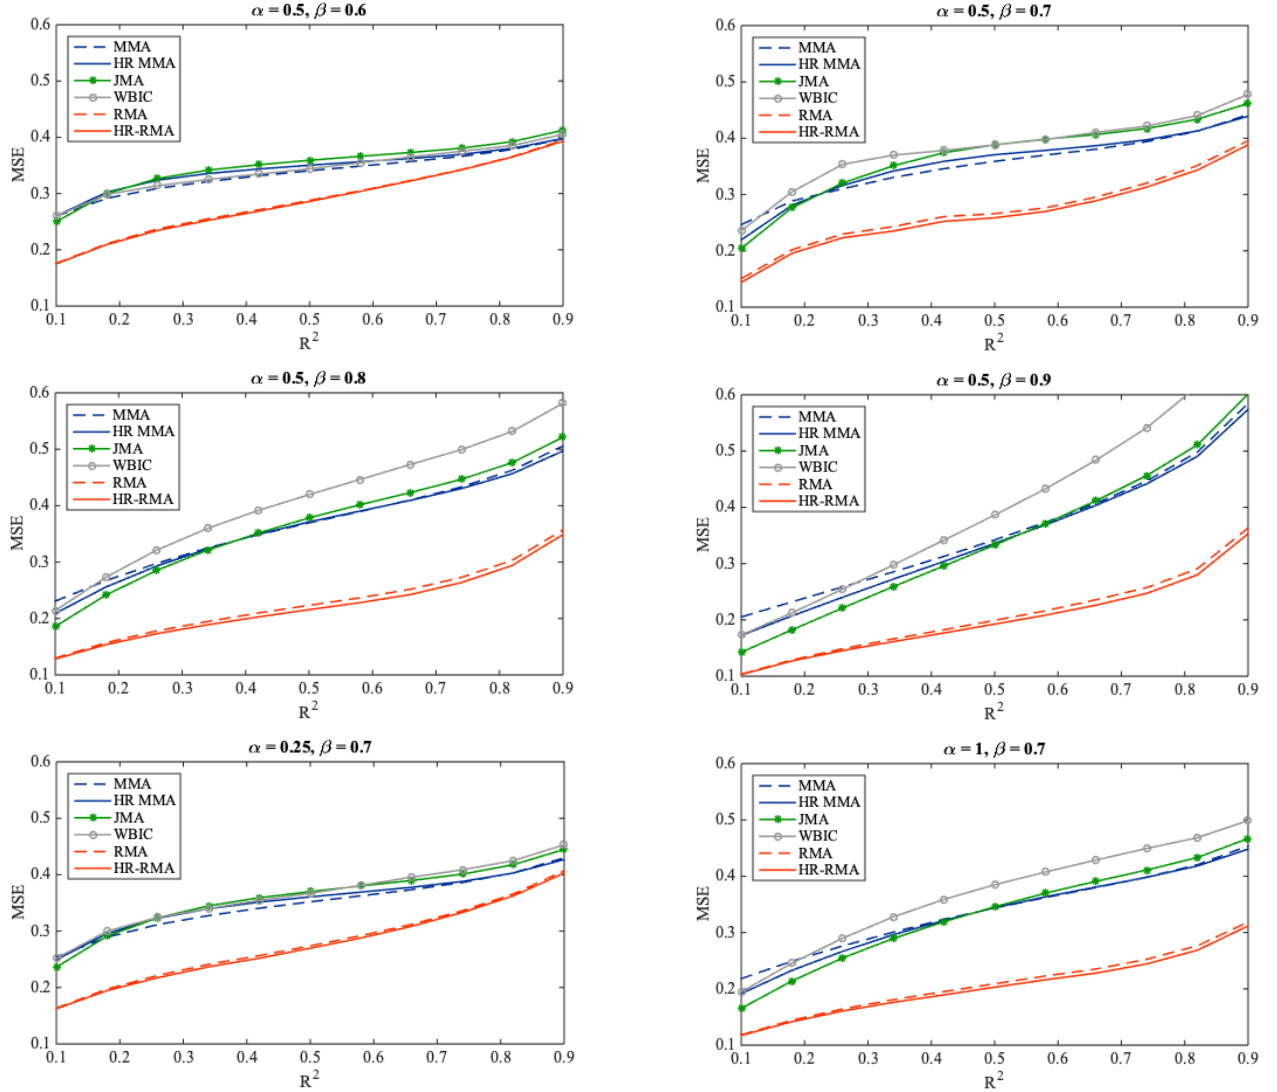 α = 0.5, β = 0.6
0.6
0.5
0.4
0.3
0.2
0.1
MSE
MMA
HR MMA
JMA
WBIC
RMA
HR-RMA
0.1 0.2 0.3 0.4 0.5 0.6 0.7 0.8 0.9
R²
α = 0.5, β = 0.7
0.6
0.5
0.4
0.3
0.2
0.1
MSE
MMA
HR MMA
JMA
WBIC
RMA
HR-RMA
0.1 0.2 0.3 0.4 0.5 0.6 0.7 0.8 0.9
R²
α = 0.5, β = 0.8
0.6
0.5
0.4
0.3
0.2
0.1
MSE
MMA
HR MMA
JMA
WBIC
RMA
HR-RMA
0.1 0.2 0.3 0.4 0.5 0.6 0.7 0.8 0.9
R²
α = 0.5, β = 0.9
0.6
0.5
0.4
0.3
0.2
0.1
MSE
MMA
HR MMA
JMA
WBIC
RMA
HR-RMA
0.1 0.2 0.3 0.4 0.5 0.6 0.7 0.8 0.9
R²
α = 0.25, β = 0.7
0.6
0.5
0.4
0.3
0.2
0.1
MSE
MMA
HR MMA
JMA
WBIC
RMA
HR-RMA
0.1 0.2 0.3 0.4 0.5 0.6 0.7 0.8 0.9
R²
α = 1, β = 0.7
0.6
0.5
0.4
0.3
0.2
0.1
MSE
MMA
HR MMA
JMA
WBIC
RMA
HR-RMA
0.1 0.2 0.3 0.4 0.5 0.6 0.7 0.8 0.9
R²